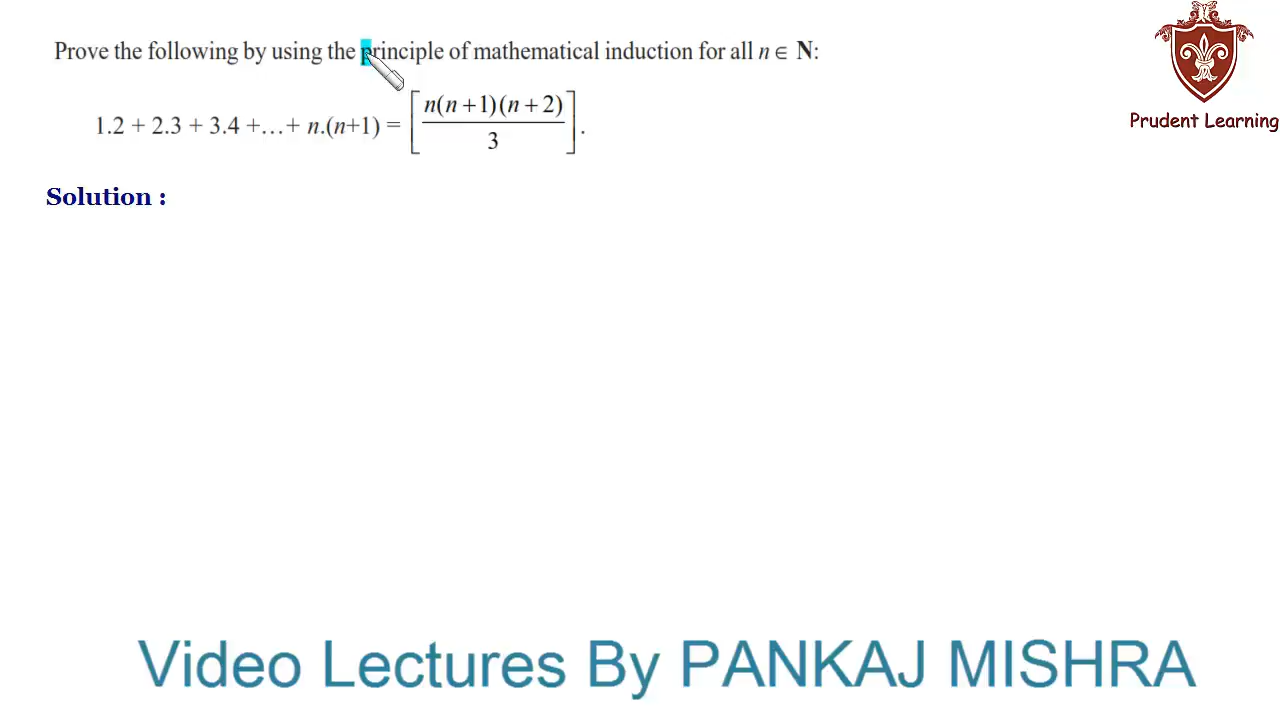 Prove the following by using the principle of mathematical induction for all n ∈ N:
1.2 + 2.3 + 3.4 +...+ n.(n+1) = [n(n+1)(n+2)/3].
Prudent Learning
Solution :
Video Lectures By PANKAJ MISHRA